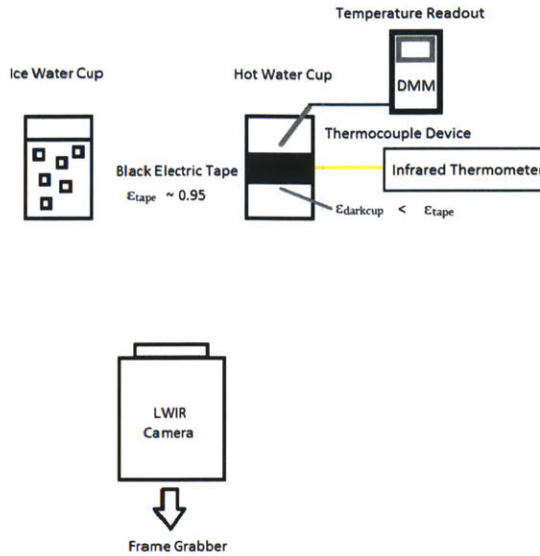 Temperature Readout
Ice Water Cup
Hot Water Cup
DMM
Thermocouple Device
Black Electric Tape
Infrared Thermometer
εtape ~ 0.95
εdarkcup < εtape
LWIR
Camera
Frame Grabber